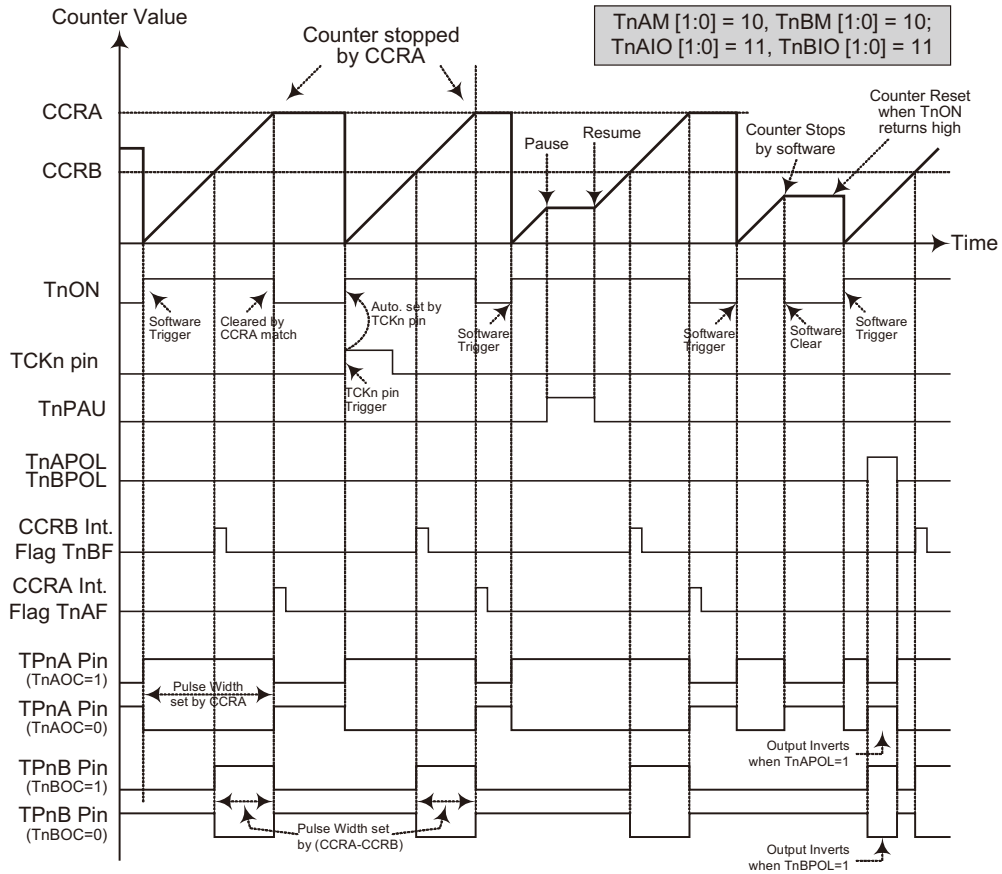 Counter Value
TnAM [1:0] = 10, TnBM [1:0] = 10;
TnAIO [1:0] = 11, TnBIO [1:0] = 11
Counter stopped
by CCRA
CCRA
CCRB
Pause
Resume
Counter Stops
by software
Counter Reset
when TnON
returns high
Time
TnON
Software
Trigger
Cleared by
CCRA match
Auto. set by
TCKn pin
Software
Trigger
Software
Trigger
Software
Clear
Software
Trigger
TCKn pin
TCKn pin
Trigger
TnPAU
TnAPOL
TnBPOL
CCRB Int.
Flag TnBF
CCRA Int.
Flag TnAF
TPnA Pin
(TnAOC=1)
Pulse Width
set by CCRA
TPnA Pin
(TnAOC=0)
Output Inverts
when TnAPOL=1
TPnB Pin
(TnBOC=1)
TPnB Pin
(TnBOC=0)
Pulse Width set
by (CCRA-CCRB)
Output Inverts
when TnBPOL=1